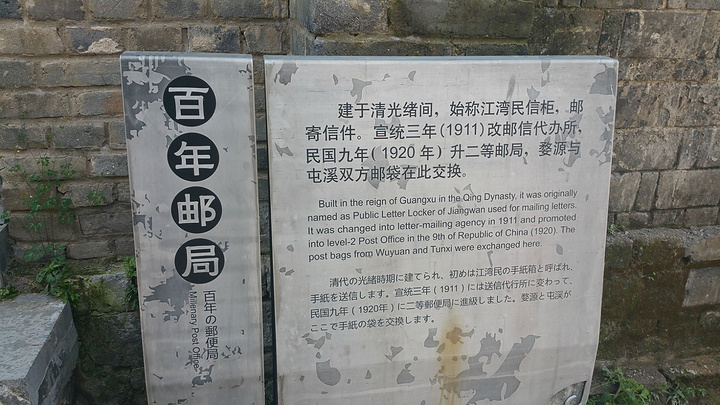 百年邮局
百年の郵便局
Millenary Post Office
建于清光绪间，始称江湾民信柜，邮
寄信件。宣统三年(1911)改邮信代办所，
民国九年(1920年)升二等邮局，婺源与
屯溪双方邮袋在此交换。
Built in the reign of Guangxu in the Qing Dynasty, it was originally
named as Public Letter Locker of Jiangwan used for mailing letters.
It was changed into letter-mailing agency in 1911 and promoted
into level-2 Post Office in the 9th of Republic of China (1920). The
post bags from Wuyuan and Tunxi were exchanged here.
清代の光緒時期に建てられ、初めは江湾民の手紙箱と呼ばれ、
手紙を送信します。宣統三年(1911)には送信代行所に変わって、
民国九年(1920年)に二等郵便局に進級しました。婺源と屯溪が
ここで手紙の袋を交換します。